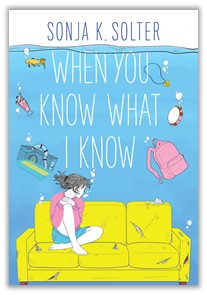 SONJA K. SOLTER
WHEN YOU
KNOW WHAT
I KNOW